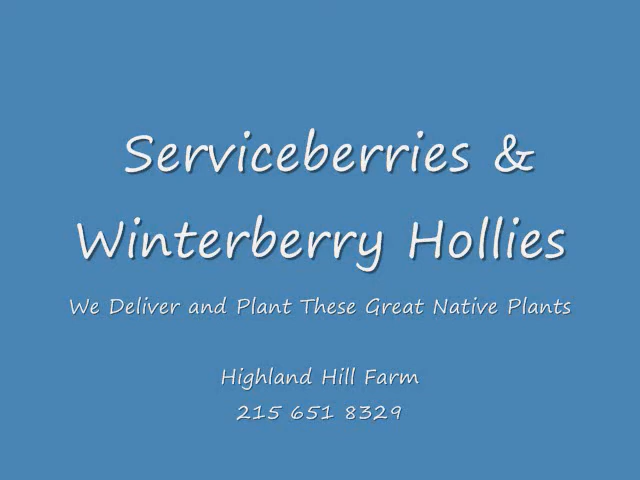 Serviceberries &
Winterberry Hollies
We Deliver and Plant These Great Native Plants
Highland Hill Farm
215 651 8329